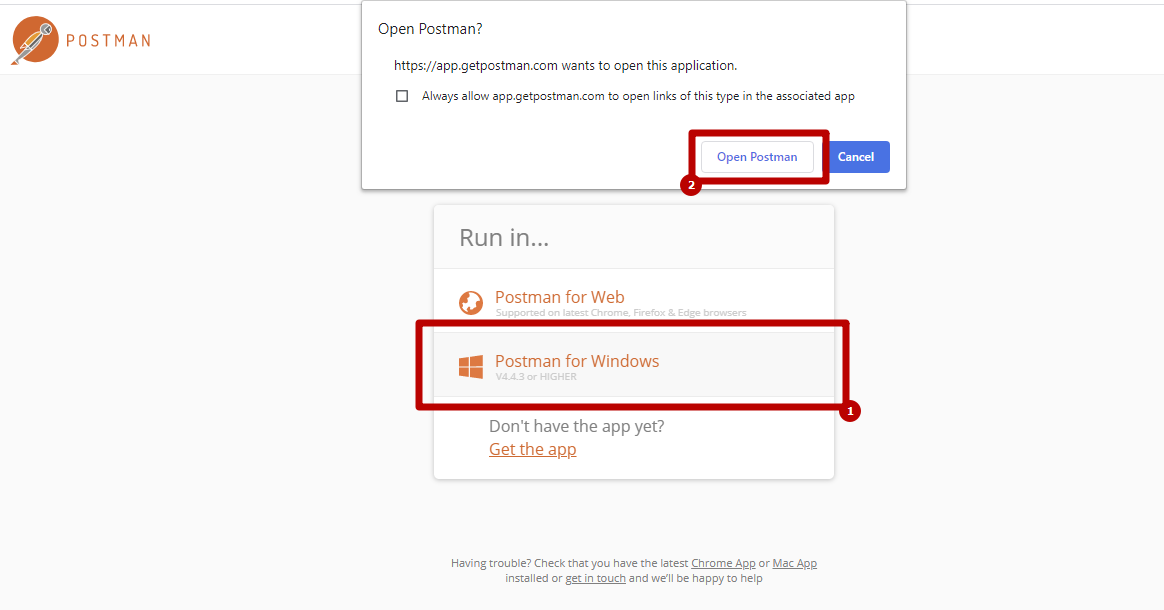 POSTMAN
Open Postman?
https://app.getpostman.com wants to open this application.
Always allow app.getpostman.com to open links of this type in the associated app
Open Postman
Cancel
2
Run in...
Postman for Web
Supported on latest Chrome, Firefox & Edge browsers
Postman for Windows
V4.4.3 or HIGHER
1
Don't have the app yet?
Get the app
Having trouble? Check that you have the latest Chrome App or Mac App
installed or get in touch and we'll be happy to help